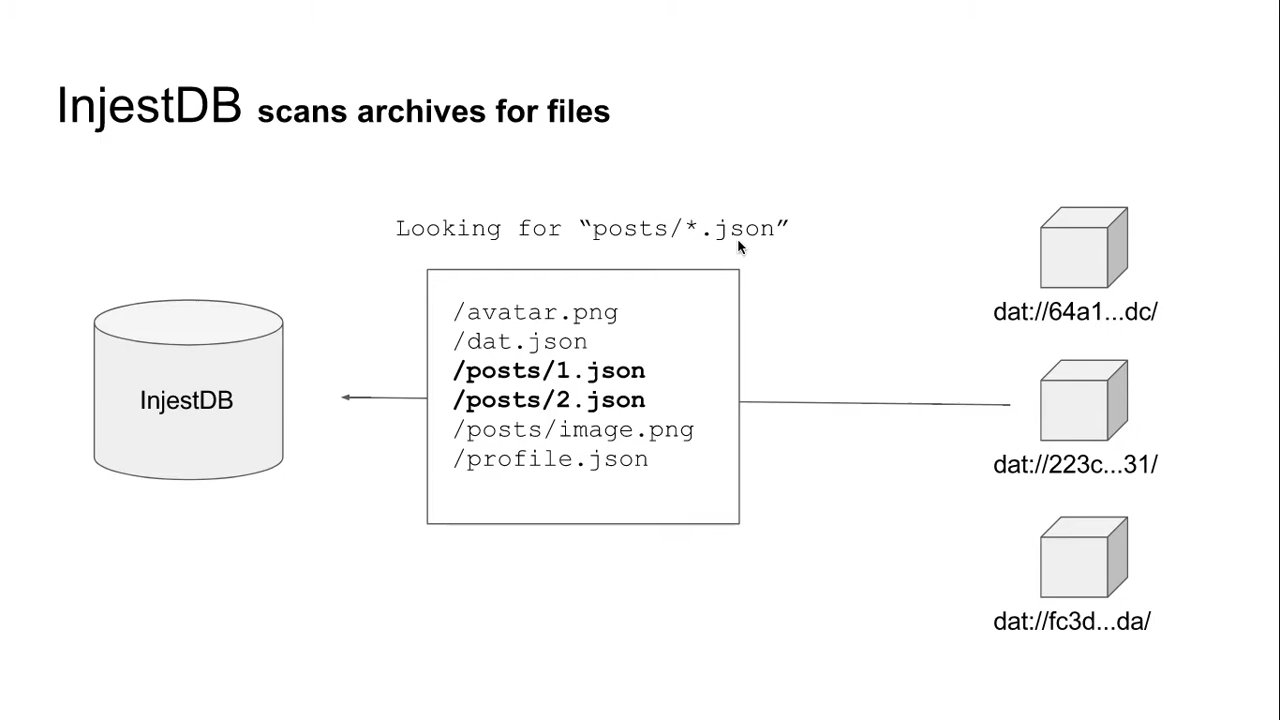 InjestDB scans archives for files
Looking for “posts/*.json”
/avatar.png
/dat.json
/posts/1.json
/posts/2.json
/posts/image.png
/profile.json
InjestDB
dat://64a1...dc/
dat://223c...31/
dat://fc3d...da/